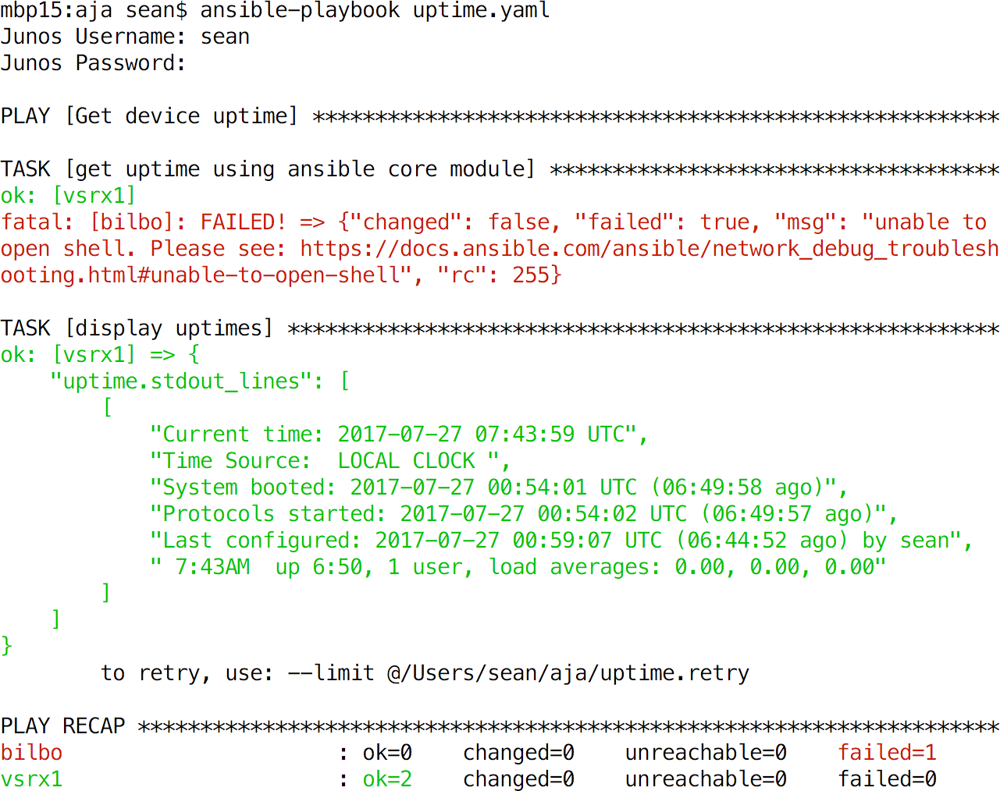 mbp15:aja sean$ ansible-playbook uptime.yaml
Junos Username: sean
Junos Password:
PLAY [Get device uptime] *******************************************************
TASK [get uptime using ansible core module] ************************************
ok: [vsrx1]
fatal: [bilbo]: FAILED! => {"changed": false, "failed": true, "msg": "unable to
open shell. Please see: https://docs.ansible.com/ansible/network_debug_troublesh
ooting.html#unable-to-open-shell", "rc": 255}
TASK [display uptimes] *********************************************************
ok: [vsrx1] => {
    "uptime.stdout_lines": [
        [
            "Current time: 2017-07-27 07:43:59 UTC",
            "Time Source:  LOCAL CLOCK ",
            "System booted: 2017-07-27 00:54:01 UTC (06:49:58 ago)",
            "Protocols started: 2017-07-27 00:54:02 UTC (06:49:57 ago)",
            "Last configured: 2017-07-27 00:59:07 UTC (06:44:52 ago) by sean",
            " 7:43AM  up 6:50, 1 user, load averages: 0.00, 0.00, 0.00"
        ]
    ]
}
        to retry, use: --limit @/Users/sean/aja/uptime.retry
PLAY RECAP *********************************************************************
bilbo                      : ok=0    changed=0    unreachable=0    failed=1
vsrx1                      : ok=2    changed=0    unreachable=0    failed=0